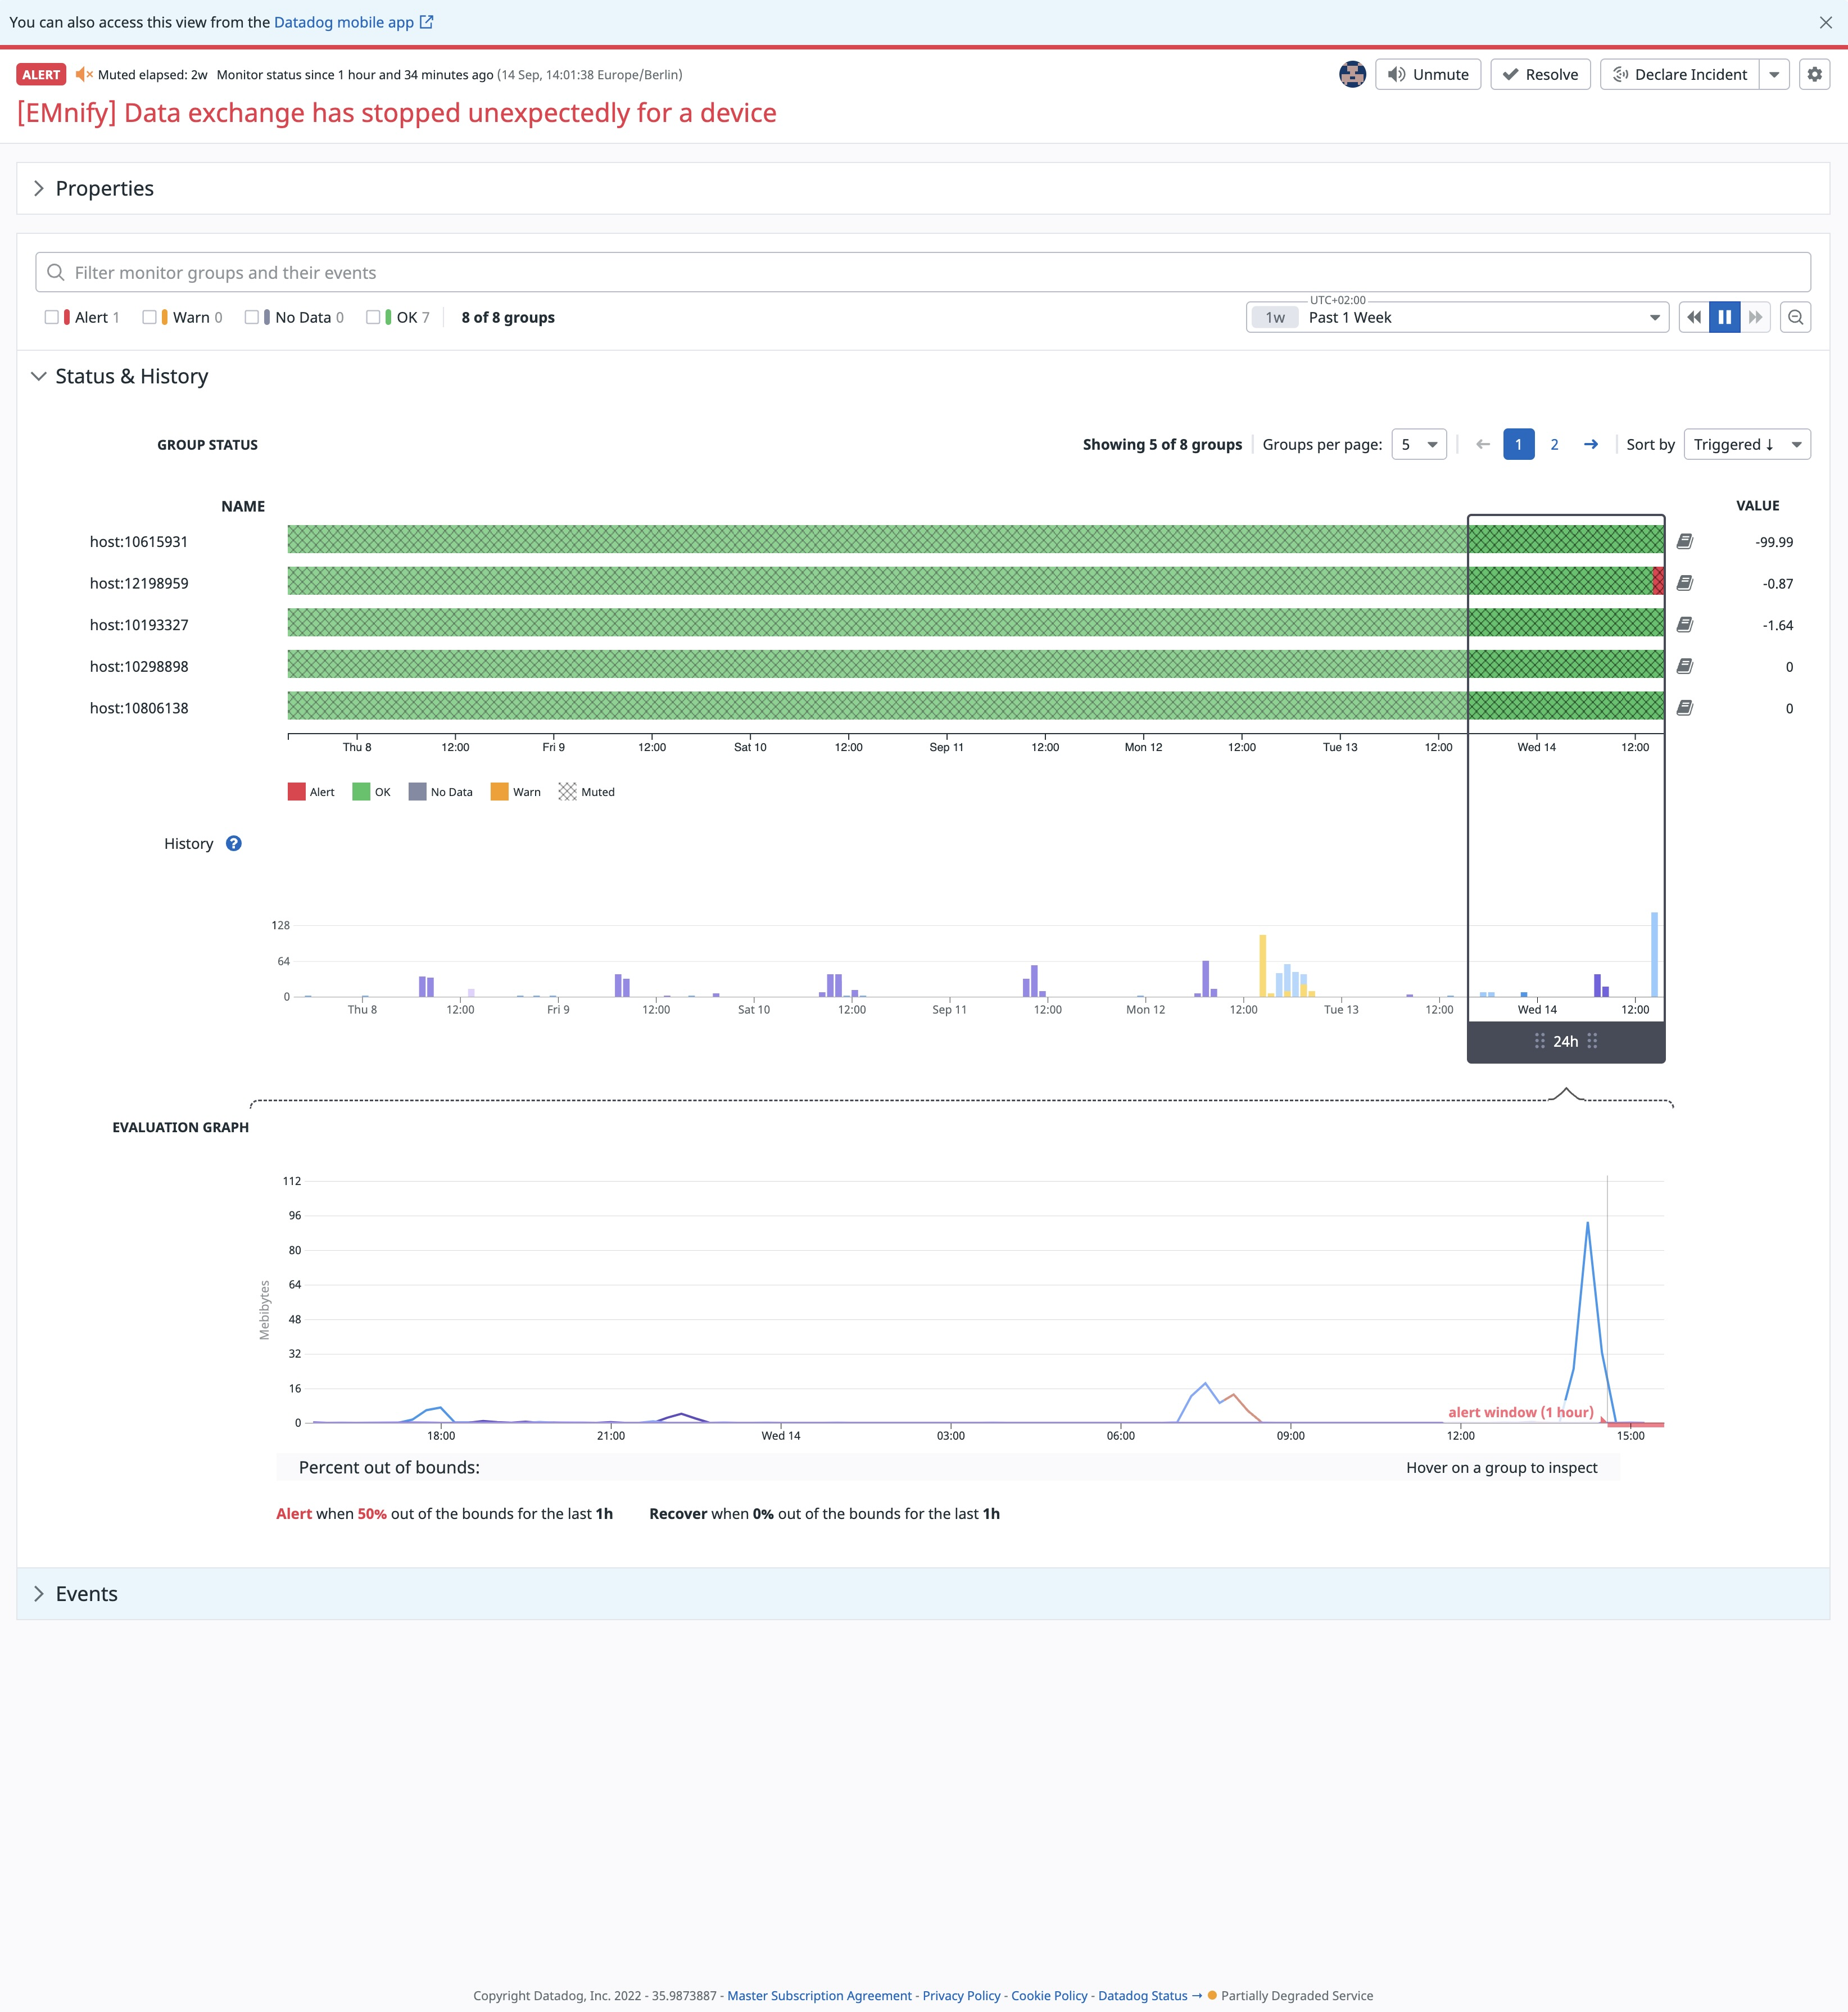 You can also access this view from the Datadog mobile app
ALERT Muted elapsed: 2w Monitor status since 1 hour and 34 minutes ago (14 Sep, 14:01:38 Europe/Berlin)
Unmute Resolve Declare Incident
[EMnify] Data exchange has stopped unexpectedly for a device
Properties
Filter monitor groups and their events
Alert 1 Warn 0 No Data 0 OK 7 8 of 8 groups
UTC+02:00
1w Past 1 Week
Status & History
GROUP STATUS Showing 5 of 8 groups Groups per page: 5 ← 1 2 → Sort by Triggered ↓
NAME VALUE
host:10615931 -99.99
host:12198959 -0.87
host:10193327 -1.64
host:10298898 0
host:10806138 0
Thu 8 12:00 Fri 9 12:00 Sat 10 12:00 Sep 11 12:00 Mon 12 12:00 Tue 13 12:00 Wed 14 12:00
Alert OK No Data Warn Muted
History ?
128
64
0
Thu 8 12:00 Fri 9 12:00 Sat 10 12:00 Sep 11 12:00 Mon 12 12:00 Tue 13 12:00 Wed 14 12:00
24h
EVALUATION GRAPH
Mebibytes
112
96
80
64
48
32
16
0
alert window (1 hour)
18:00 21:00 Wed 14 03:00 06:00 09:00 12:00 15:00
Percent out of bounds: Hover on a group to inspect
Alert when 50% out of the bounds for the last 1h Recover when 0% out of the bounds for the last 1h
Events
Copyright Datadog, Inc. 2022 - 35.9873887 - Master Subscription Agreement - Privacy Policy - Cookie Policy - Datadog Status → Partially Degraded Service